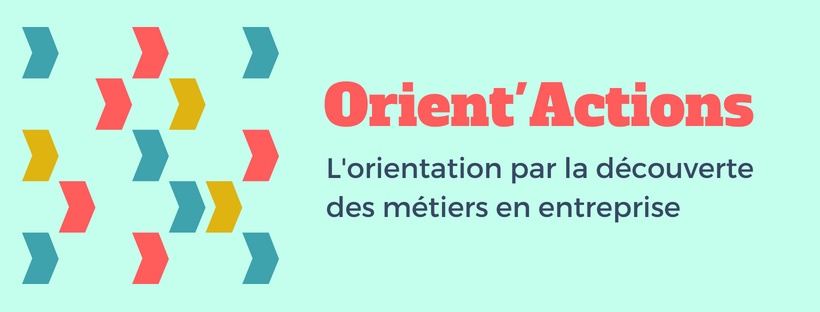 Orient'Actions
L'orientation par la découverte
des métiers en entreprise